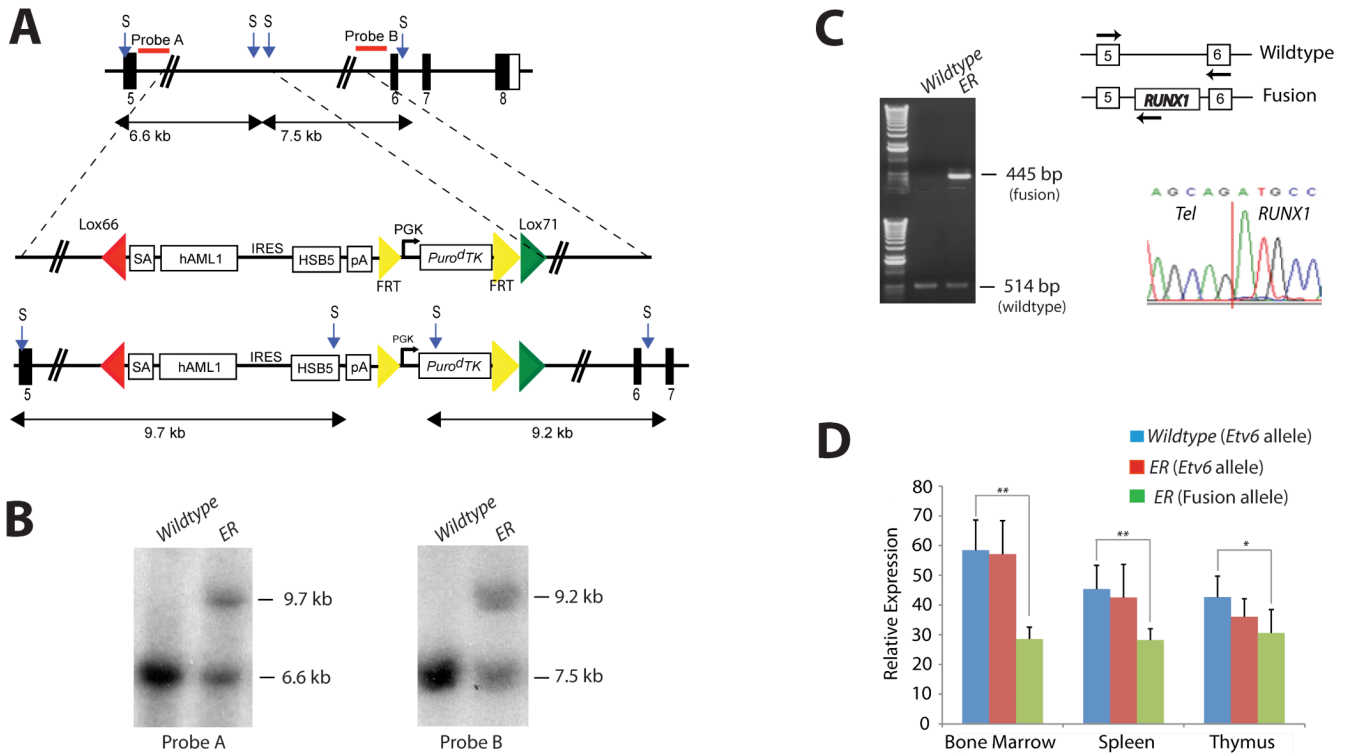 A
S
S
S
S
Probe A
Probe B
5
6
7
8
6.6 kb
7.5 kb
Lox66
SA
hAML1
IRES
HSB5
pA
FRT
PGK
PurodTK
FRT
Lox71
S
S
S
S
5
SA
hAML1
IRES
HSB5
pA
PGK
PurodTK
6
7
9.7 kb
9.2 kb
B
Wildtype
ER
9.7 kb
6.6 kb
Probe A
Wildtype
ER
9.2 kb
7.5 kb
Probe B
C
Wildtype
ER
445 bp
(fusion)
514 bp
(wildtype)
5
6
Wildtype
5
RUNX1
6
Fusion
A G C A G A T G C C
Tel
RUNX1
D
Wildtype (Etv6 allele)
ER (Etv6 allele)
ER (Fusion allele)
Relative Expression
80
70
60
50
40
30
20
10
0
**
**
*
Bone Marrow
Spleen
Thymus